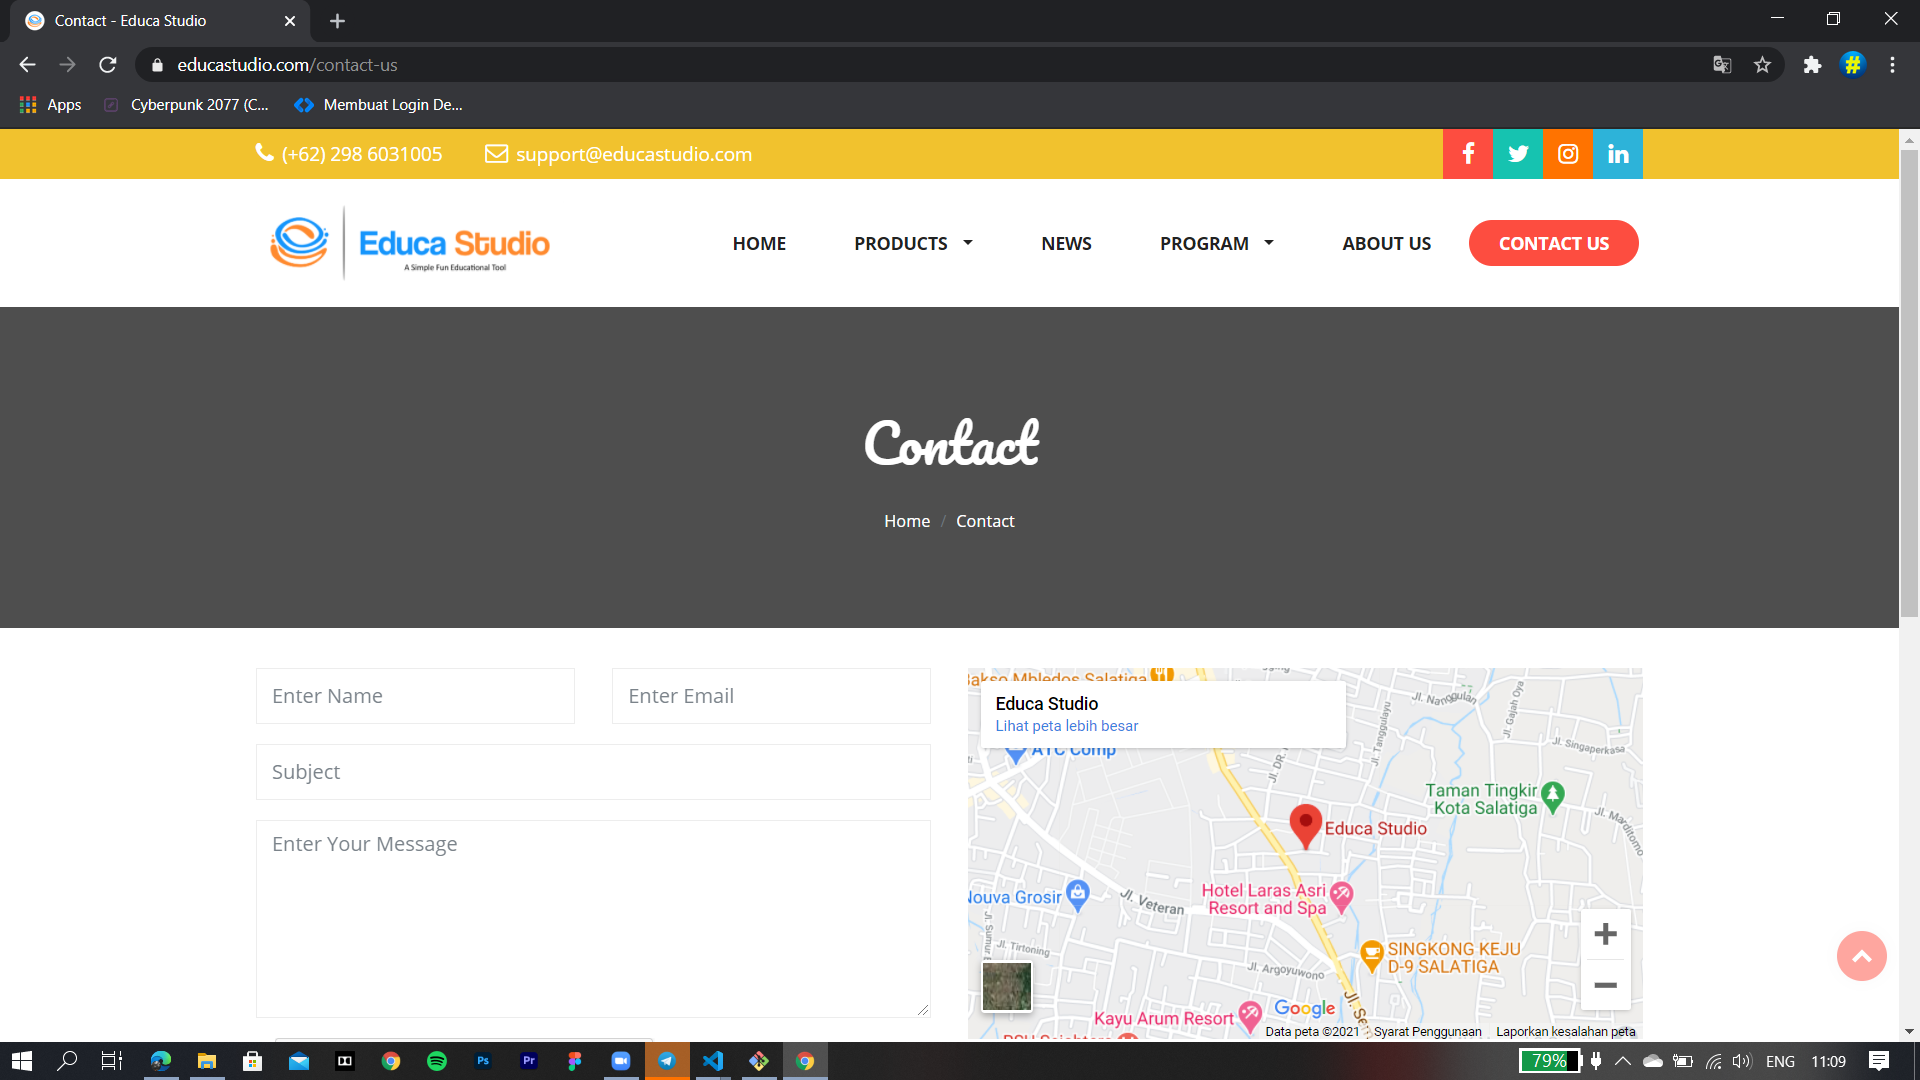 Contact - Educa Studio
educastudio.com/contact-us
Apps
Cyberpunk 2077 (C...
Membuat Login De...
(+62) 298 6031005
support@educastudio.com
Educa Studio
A Simple Fun Educational Tool
HOME
PRODUCTS
NEWS
PROGRAM
ABOUT US
CONTACT US
Contact
Home / Contact
Enter Name
Enter Email
Subject
Enter Your Message
Bakso Mbledos Salatiga
Educa Studio
Lihat peta lebih besar
ATC Comp
Jl. Nanggulan
Jl. Gajah Oya
Jl. Tanggulayu
Jl. Singaperkasa
Jl. DR.
Taman Tingkir
Kota Salatiga
Jl. Marditomo
Educa Studio
Hotel Laras Asri
Resort and Spa
Nouva Grosir
Jl. Veteran
Jl. Tirtoning
SINGKONG KEJU
D-9 SALATIGA
Jl. Argoyuwono
Kayu Arum Resort
Google
Data peta ©2021
Syarat Penggunaan
Laporkan kesalahan peta
Ps
Pr
79%
ENG
11:09